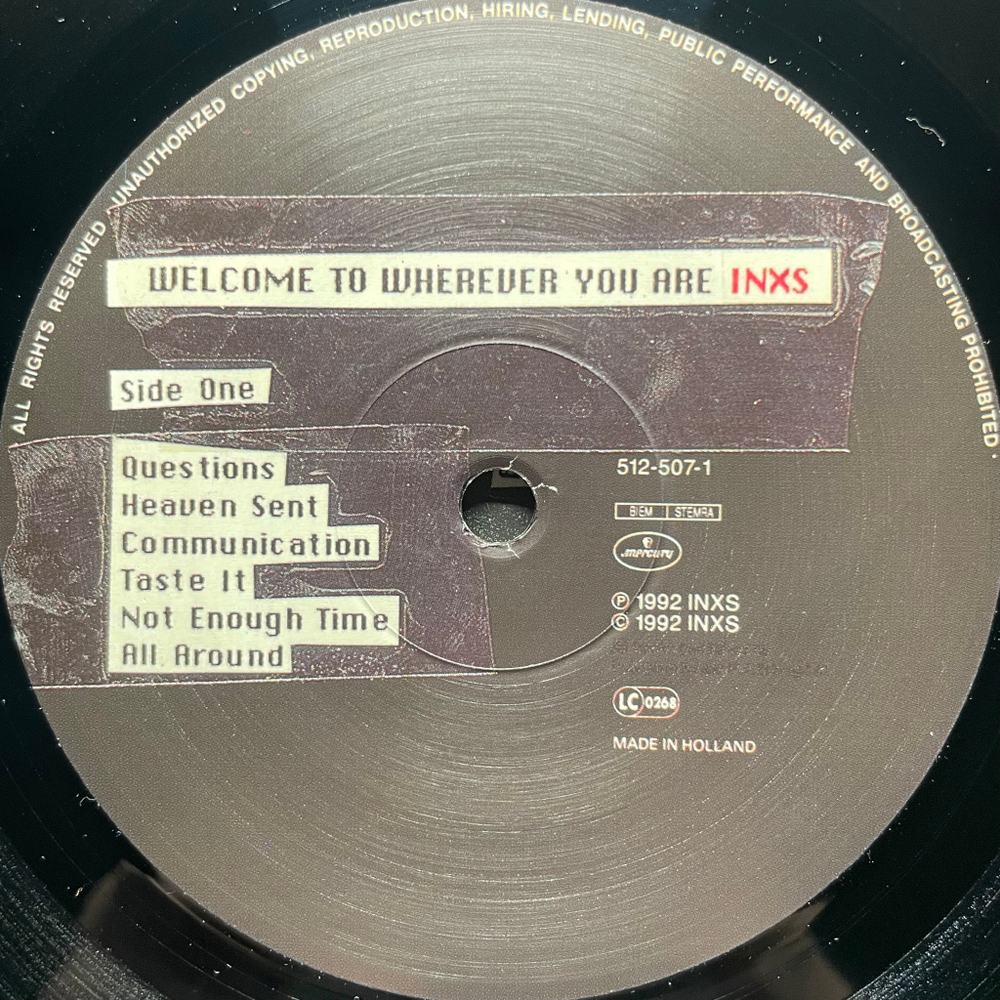 ALL RIGHTS RESERVED UNAUTHORIZED COPYING, REPRODUCTION, HIRING, LENDING, PUBLIC PERFORMANCE AND BROADCASTING PROHIBITED.
WELCOME TO WHEREVER YOU ARE INXS
Side One
Questions
Heaven Sent
Communication
Taste It
Not Enough Time
All Around
512-507-1
BIEM STEMRA
mercury
Ⓟ 1992 INXS
© 1992 INXS
LC 0268
MADE IN HOLLAND